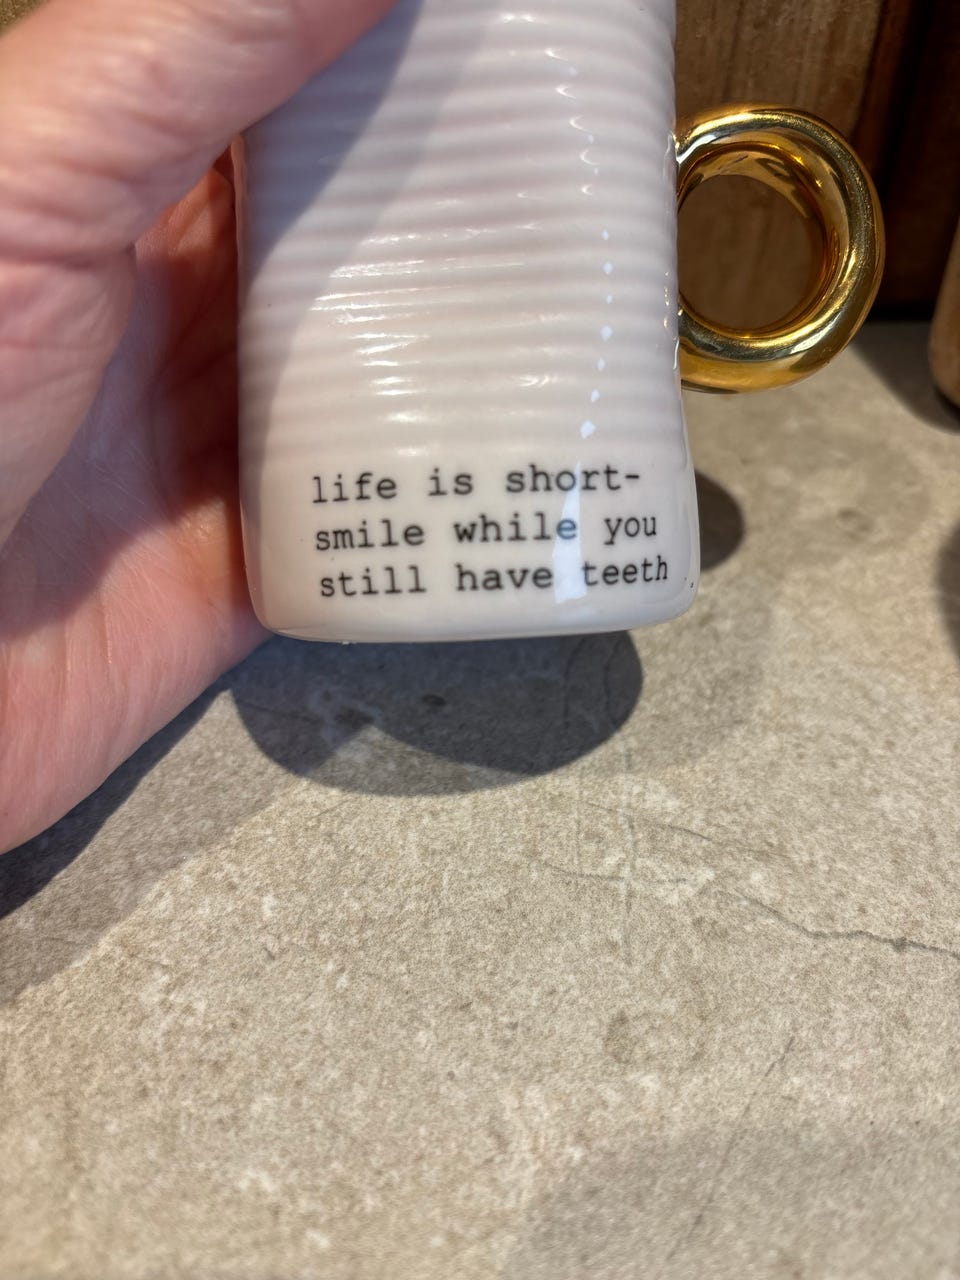 life is short-
smile while you
still have teeth